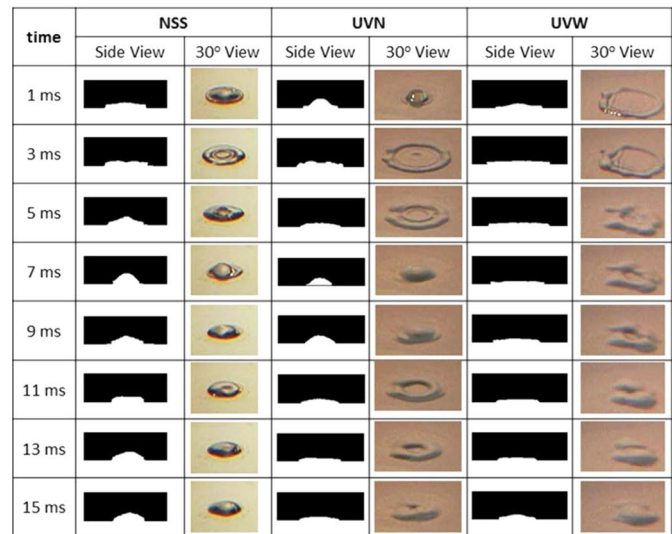 time NSS UVN UVW
Side View 30° View Side View 30° View Side View 30° View
1 ms
3 ms
5 ms
7 ms
9 ms
11 ms
13 ms
15 ms